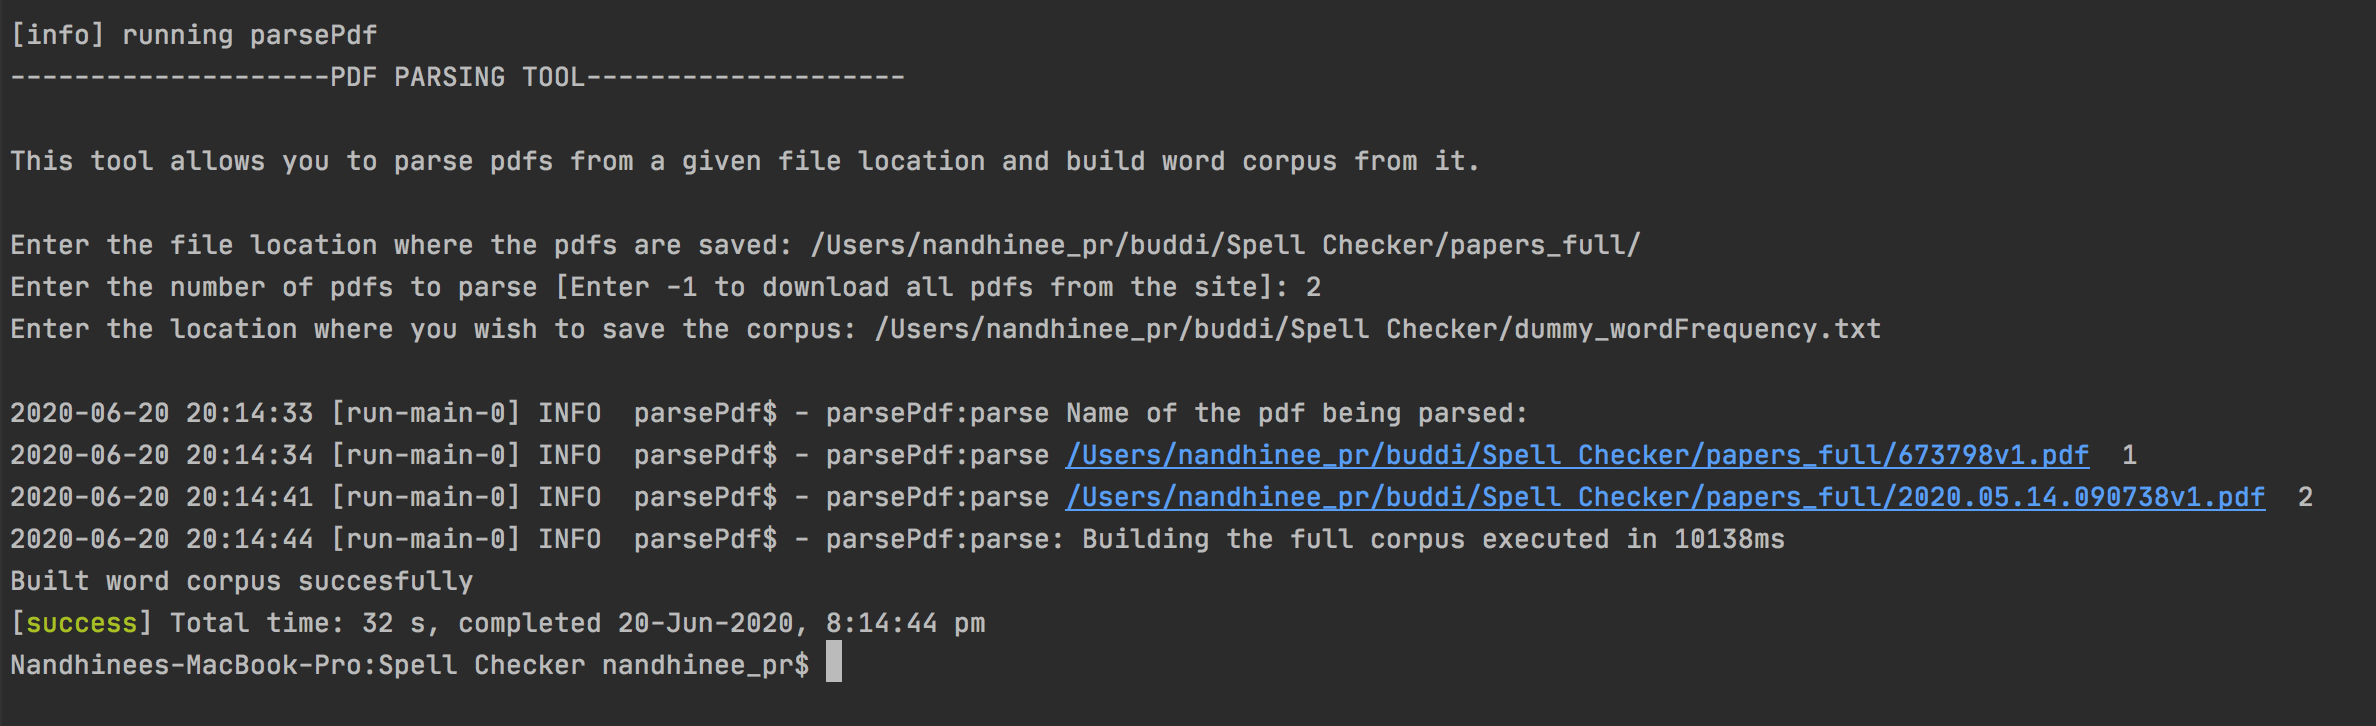 [info] running parsePdf
--------------------PDF PARSING TOOL--------------------
This tool allows you to parse pdfs from a given file location and build word corpus from it.
Enter the file location where the pdfs are saved: /Users/nandhinee_pr/buddi/Spell Checker/papers_full/
Enter the number of pdfs to parse [Enter -1 to download all pdfs from the site]: 2
Enter the location where you wish to save the corpus: /Users/nandhinee_pr/buddi/Spell Checker/dummy_wordFrequency.txt
2020-06-20 20:14:33 [run-main-0] INFO  parsePdf$ - parsePdf:parse Name of the pdf being parsed:
2020-06-20 20:14:34 [run-main-0] INFO  parsePdf$ - parsePdf:parse /Users/nandhinee_pr/buddi/Spell Checker/papers_full/673798v1.pdf  1
2020-06-20 20:14:41 [run-main-0] INFO  parsePdf$ - parsePdf:parse /Users/nandhinee_pr/buddi/Spell Checker/papers_full/2020.05.14.090738v1.pdf  2
2020-06-20 20:14:44 [run-main-0] INFO  parsePdf$ - parsePdf:parse: Building the full corpus executed in 10138ms
Built word corpus succesfully
[success] Total time: 32 s, completed 20-Jun-2020, 8:14:44 pm
Nandhinees-MacBook-Pro:Spell Checker nandhinee_pr$